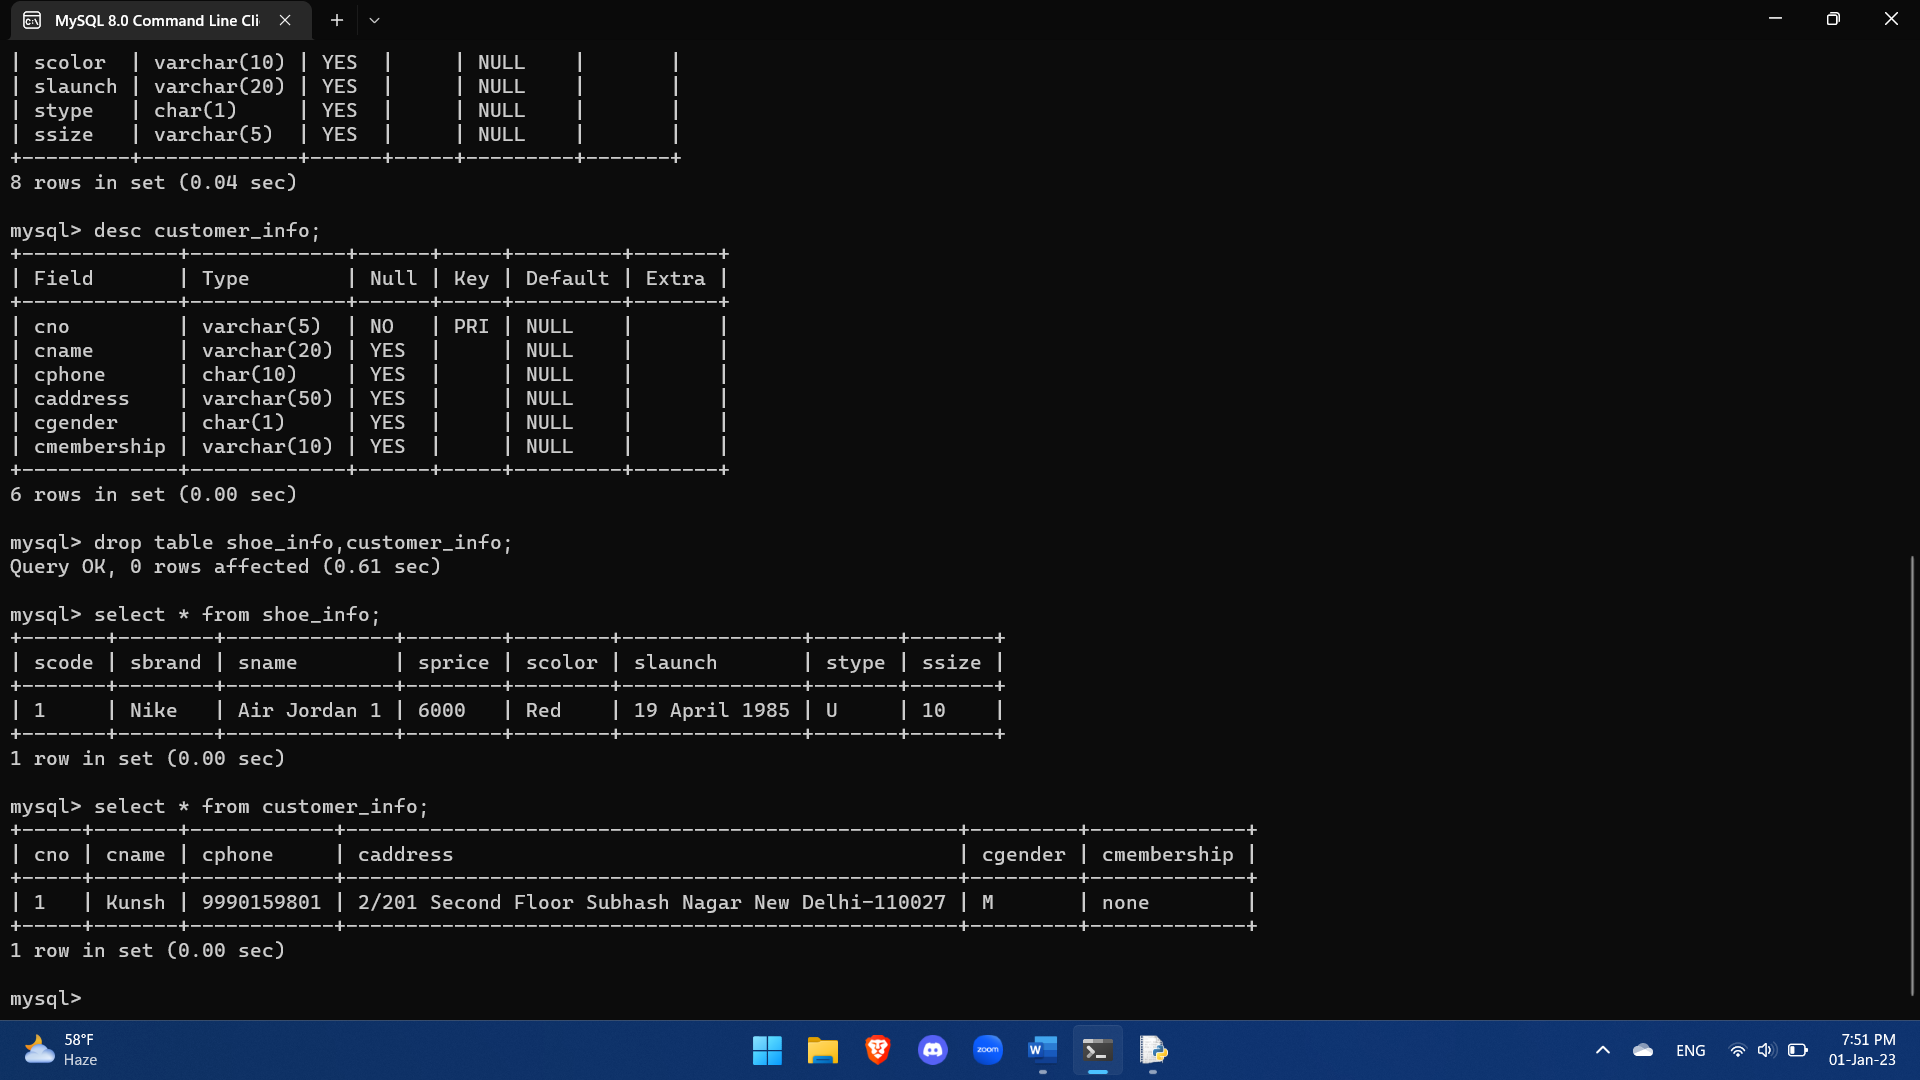 MySQL 8.0 Command Line Cli
| scolor  | varchar(10) | YES  |     | NULL    |       |
| slaunch | varchar(20) | YES  |     | NULL    |       |
| stype   | char(1)     | YES  |     | NULL    |       |
| ssize   | varchar(5)  | YES  |     | NULL    |       |
+---------+-------------+------+-----+---------+-------+
8 rows in set (0.04 sec)
mysql> desc customer_info;
+-------------+-------------+------+-----+---------+-------+
| Field       | Type        | Null | Key | Default | Extra |
+-------------+-------------+------+-----+---------+-------+
| cno         | varchar(5)  | NO   | PRI | NULL    |       |
| cname       | varchar(20) | YES  |     | NULL    |       |
| cphone      | char(10)    | YES  |     | NULL    |       |
| caddress    | varchar(50) | YES  |     | NULL    |       |
| cgender     | char(1)     | YES  |     | NULL    |       |
| cmembership | varchar(10) | YES  |     | NULL    |       |
+-------------+-------------+------+-----+---------+-------+
6 rows in set (0.00 sec)
mysql> drop table shoe_info,customer_info;
Query OK, 0 rows affected (0.61 sec)
mysql> select * from shoe_info;
+-------+--------+--------------+--------+--------+---------------+-------+-------+
| scode | sbrand | sname        | sprice | scolor | slaunch       | stype | ssize |
+-------+--------+--------------+--------+--------+---------------+-------+-------+
| 1     | Nike   | Air Jordan 1 | 6000   | Red    | 19 April 1985 | U     | 10    |
+-------+--------+--------------+--------+--------+---------------+-------+-------+
1 row in set (0.00 sec)
mysql> select * from customer_info;
+-----+-------+------------+---------------------------------------------------+---------+-------------+
| cno | cname | cphone     | caddress                                          | cgender | cmembership |
+-----+-------+------------+---------------------------------------------------+---------+-------------+
| 1   | Kunsh | 9990159801 | 2/201 Second Floor Subhash Nagar New Delhi-110027 | M       | none        |
+-----+-------+------------+---------------------------------------------------+---------+-------------+
1 row in set (0.00 sec)
mysql>
58°F
Haze
zoom
W
ENG
7:51 PM
01-Jan-23